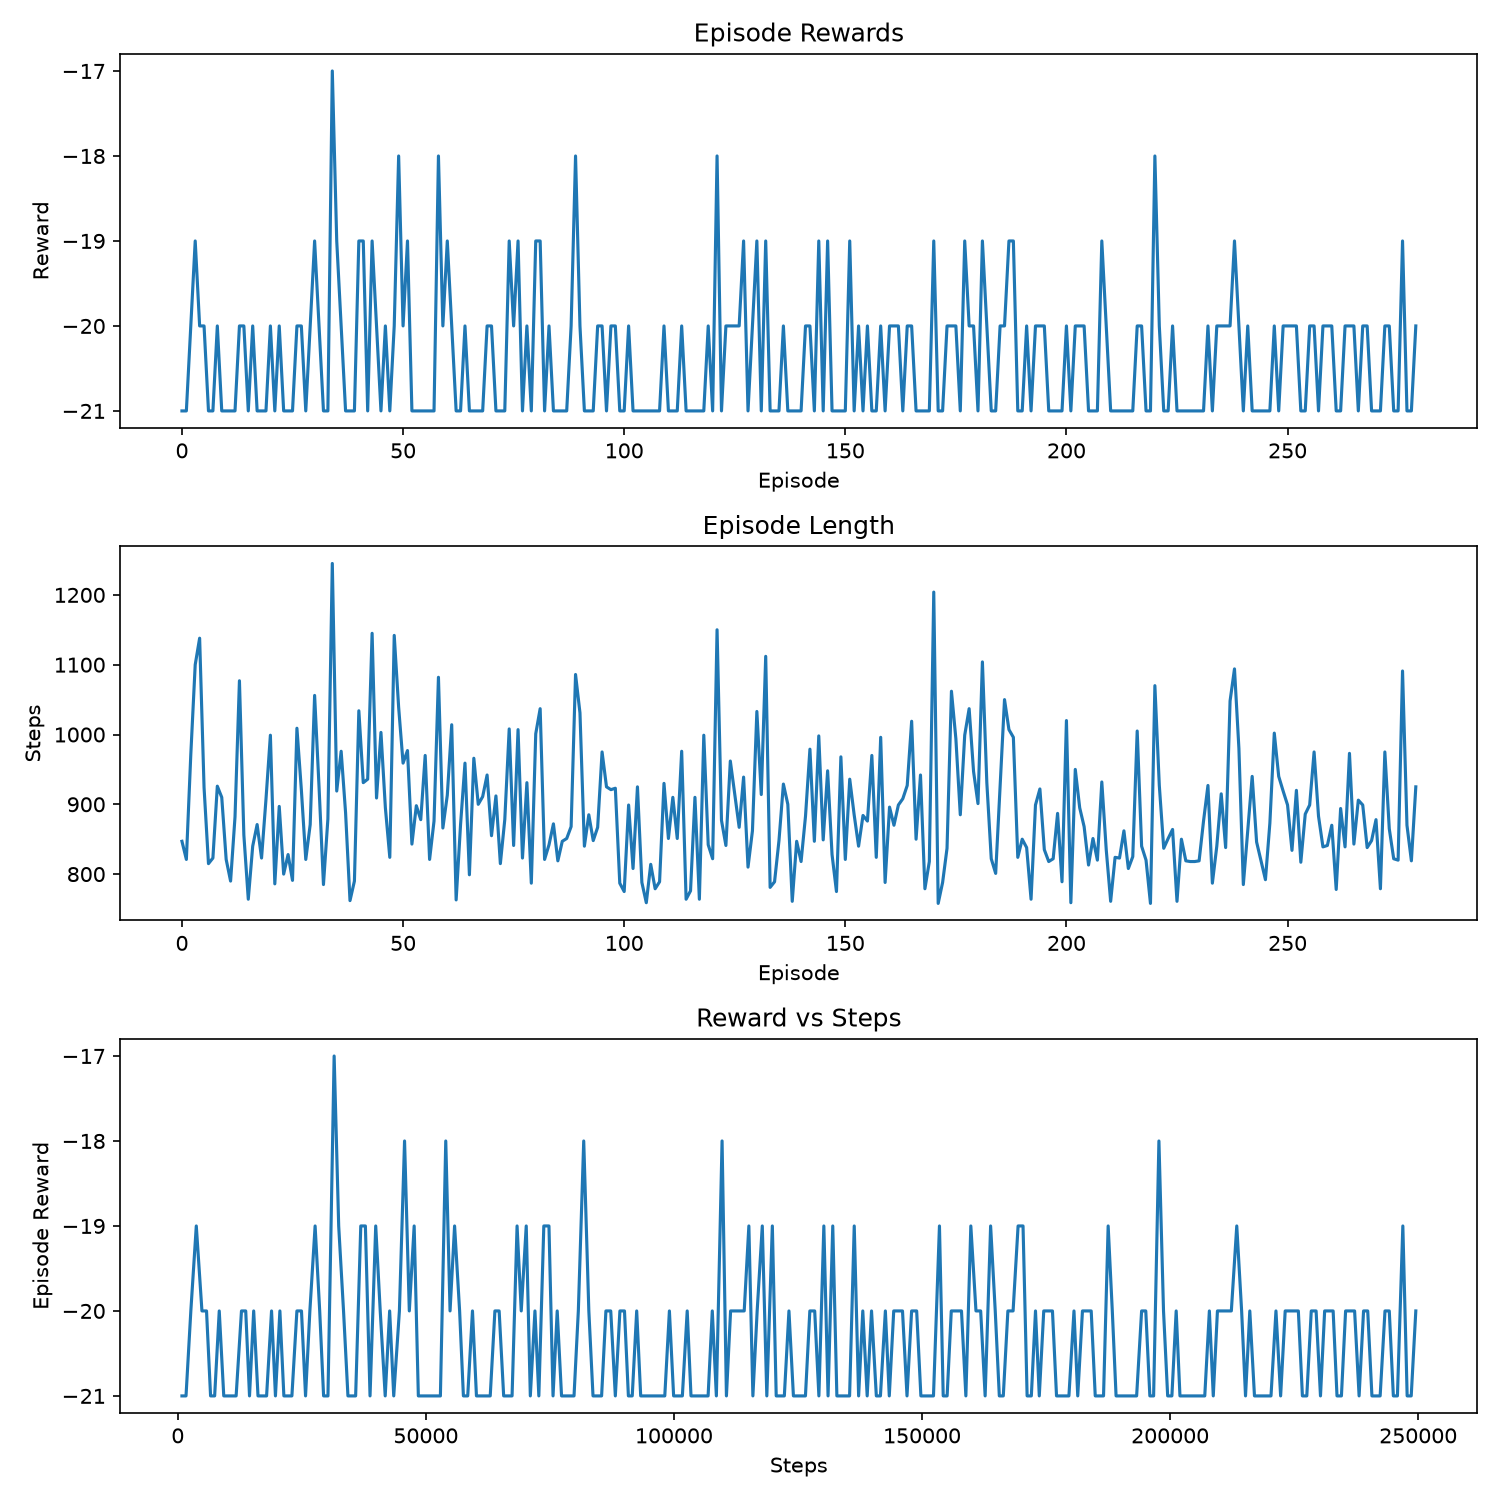 Episode Rewards
−17
−18
−19
−20
−21
Reward
0 50 100 150 200 250
Episode
Episode Length
1200
1100
1000
900
800
Steps
0 50 100 150 200 250
Episode
Reward vs Steps
−17
−18
−19
−20
−21
Episode Reward
0 50000 100000 150000 200000 250000
Steps